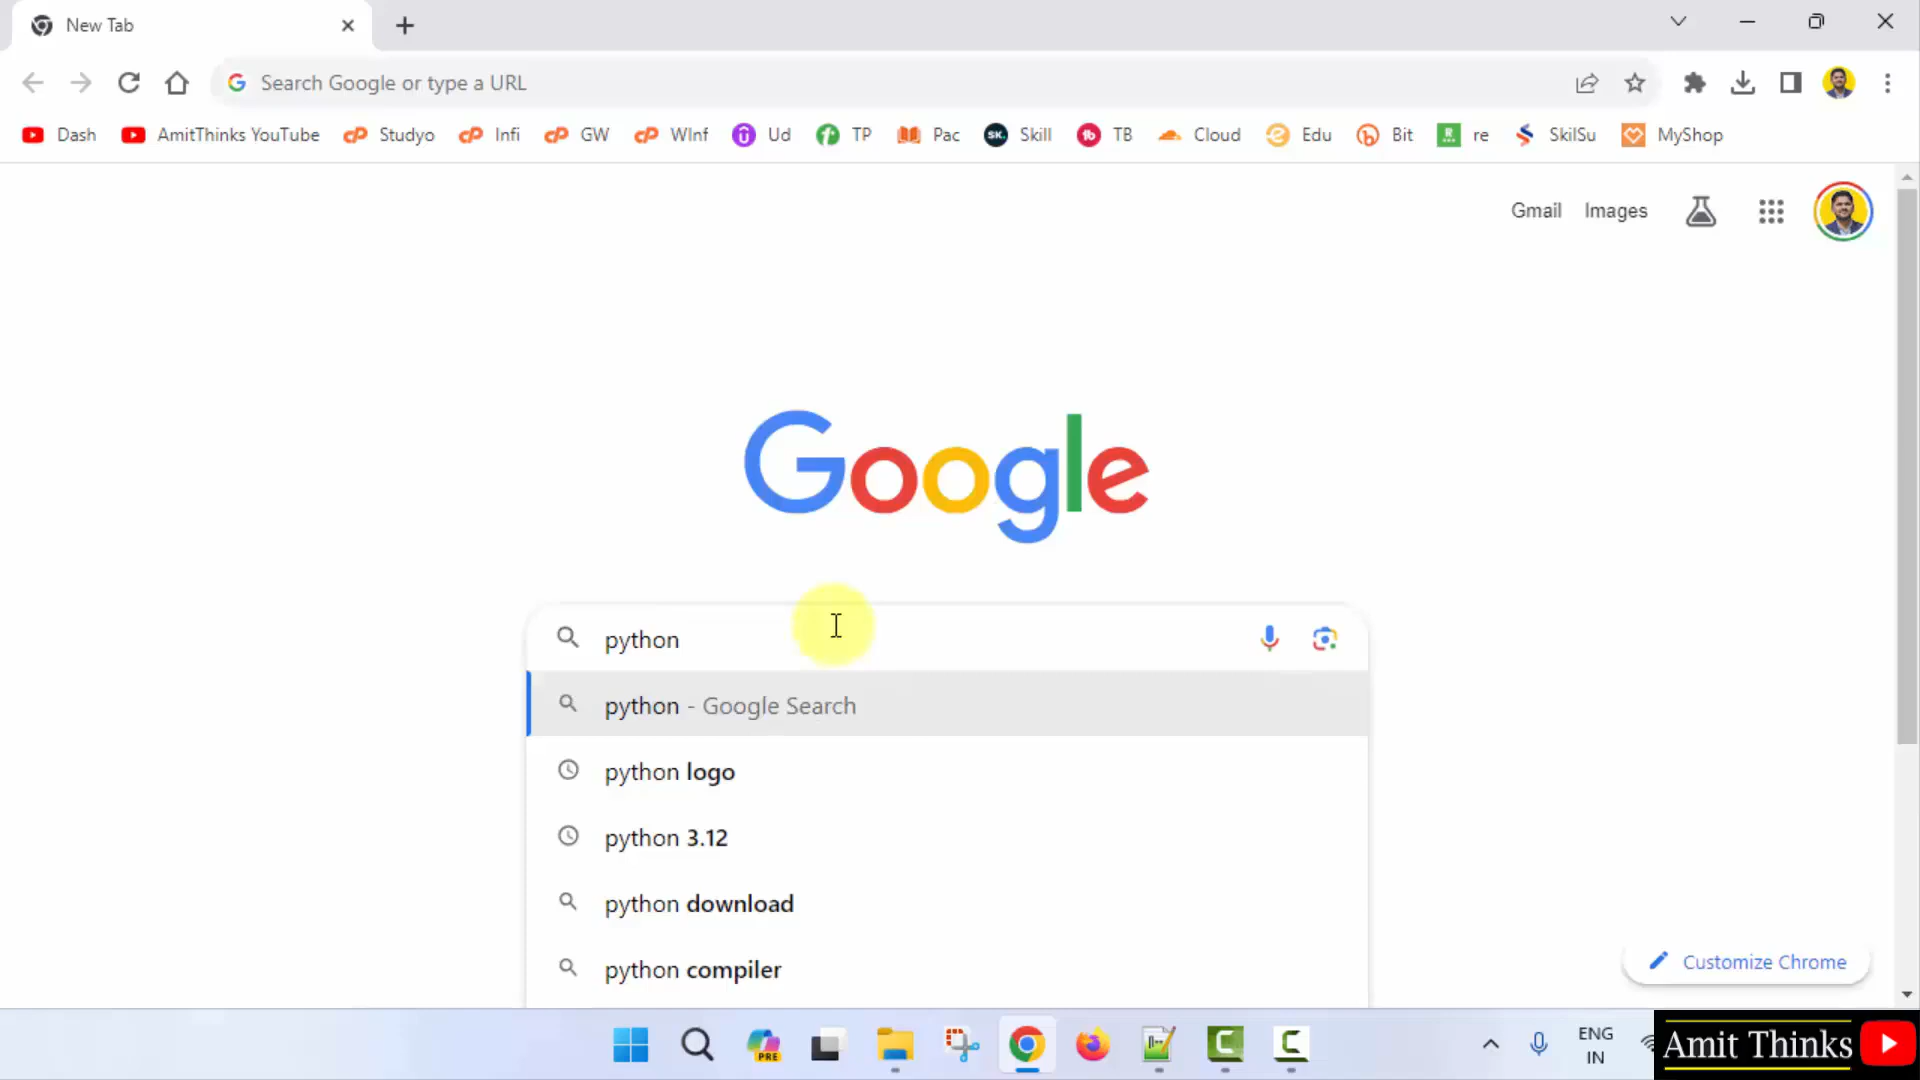 New Tab
Search Google or type a URL
Dash
AmitThinks YouTube
Studyo
Infi
GW
WInf
Ud
TP
Pac
Skill
TB
Cloud
Edu
Bit
re
SkilSu
MyShop
Gmail
Images
Google
python
python - Google Search
python logo
python 3.12
python download
python compiler
Customize Chrome
PRE
ENG
IN
Amit Thinks